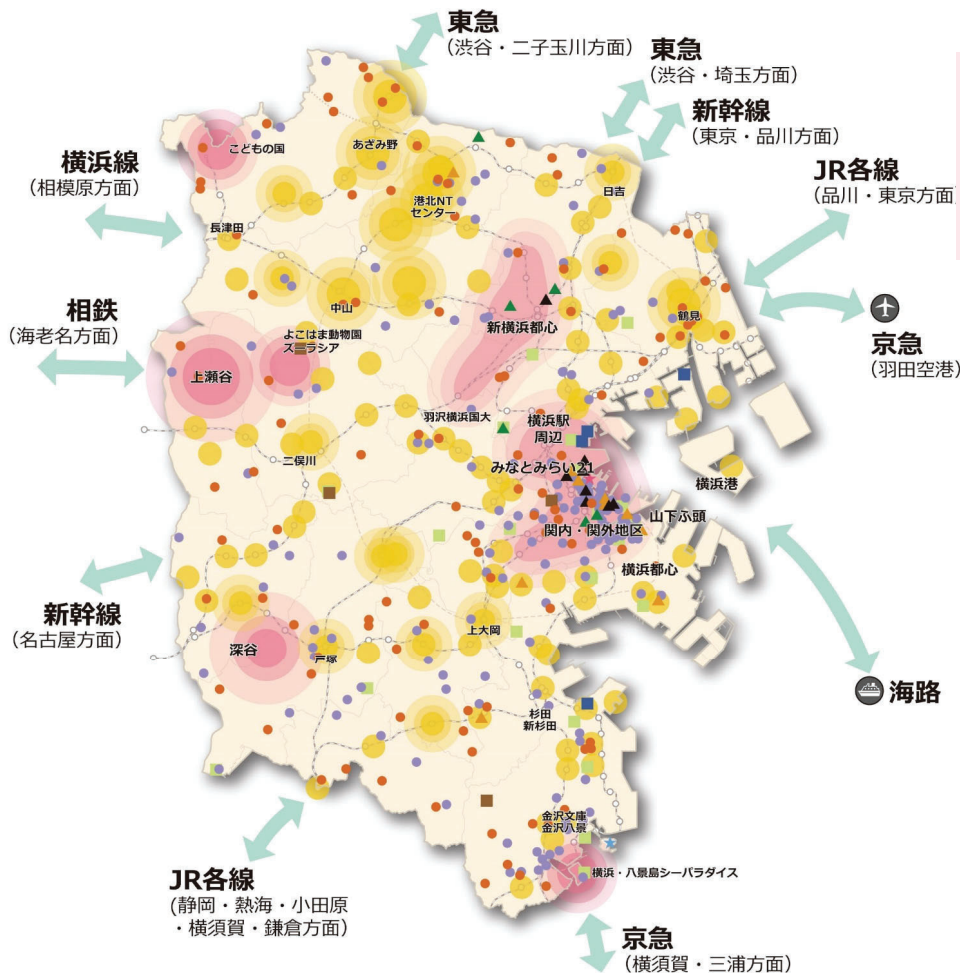 東急
(渋谷・二子玉川方面)
東急
(渋谷・埼玉方面)
新幹線
(東京・品川方面)
JR各線
(品川・東京方面)
横浜線
(相模原方面)
相鉄
(海老名方面)
京急
(羽田空港)
こどもの国
あざみ野
港北NT
センター
日吉
長津田
中山
新横浜都心
鶴見
よこはま動物園
ズーラシア
上瀬谷
羽沢横浜国大
横浜駅
周辺
二俣川
みなとみらい21
横浜港
山下ふ頭
関内・関外地区
横浜都心
新幹線
(名古屋方面)
上大岡
深谷
戸塚
海路
杉田
新杉田
金沢文庫
金沢八景
横浜・八景島シーパラダイス
JR各線
(静岡・熱海・小田原
・横須賀・鎌倉方面)
京急
(横須賀・三浦方面)